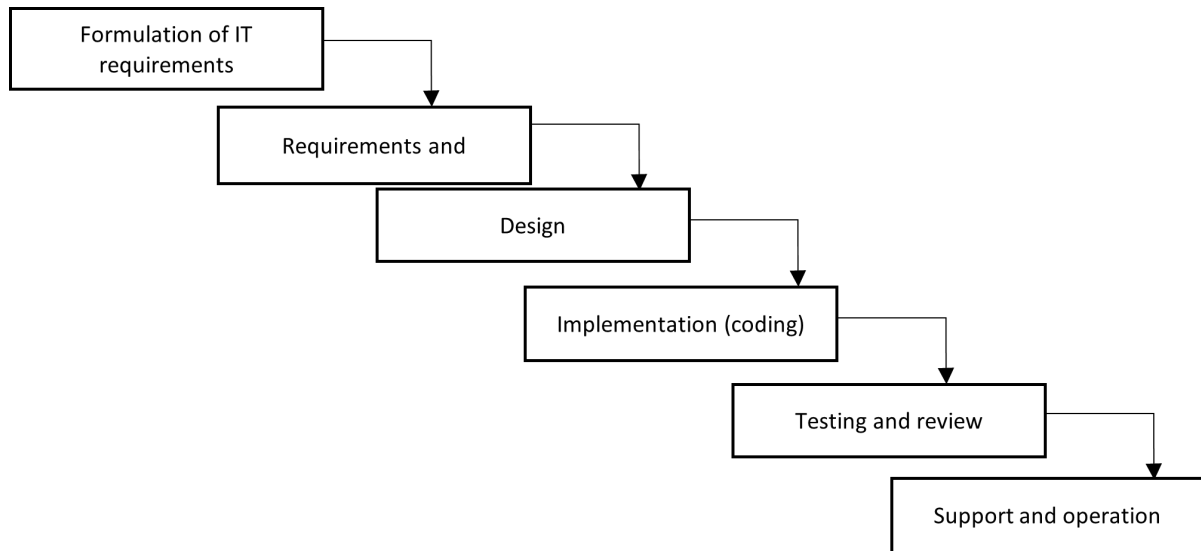 Formulation of IT
requirements
Requirements and
Design
Implementation (coding)
Testing and review
Support and operation